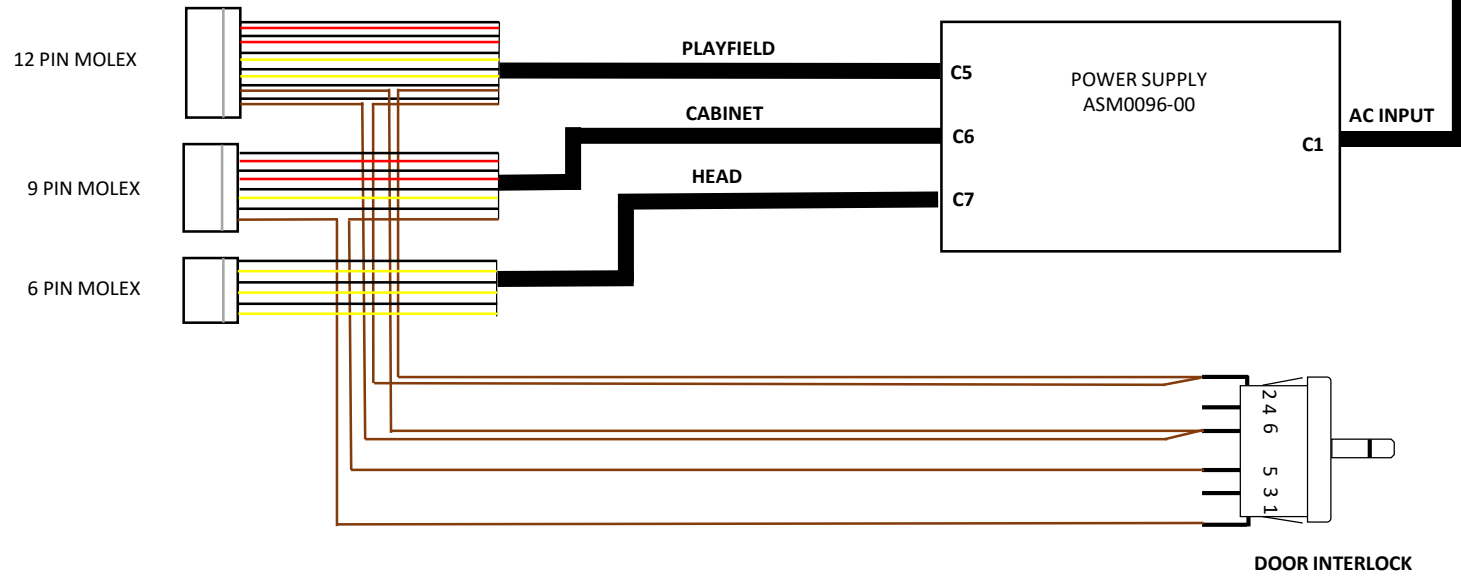 12 PIN MOLEX
PLAYFIELD
C5
POWER SUPPLY
ASM0096-00
CABINET
C6
C1
AC INPUT
9 PIN MOLEX
HEAD
C7
6 PIN MOLEX
2 4 6
5 3 1
DOOR INTERLOCK